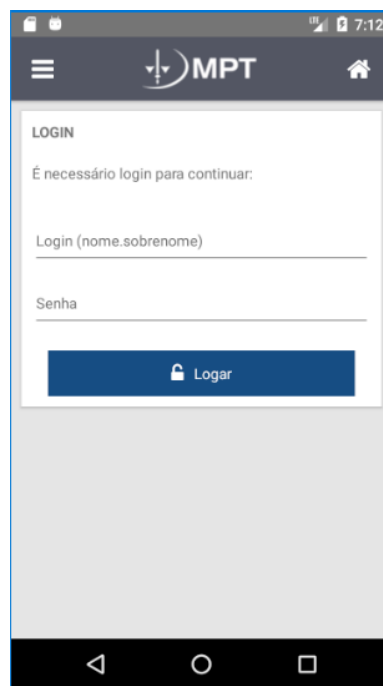 7:12
MPT
LOGIN
É necessário login para continuar:
Login (nome.sobrenome)
Senha
Logar